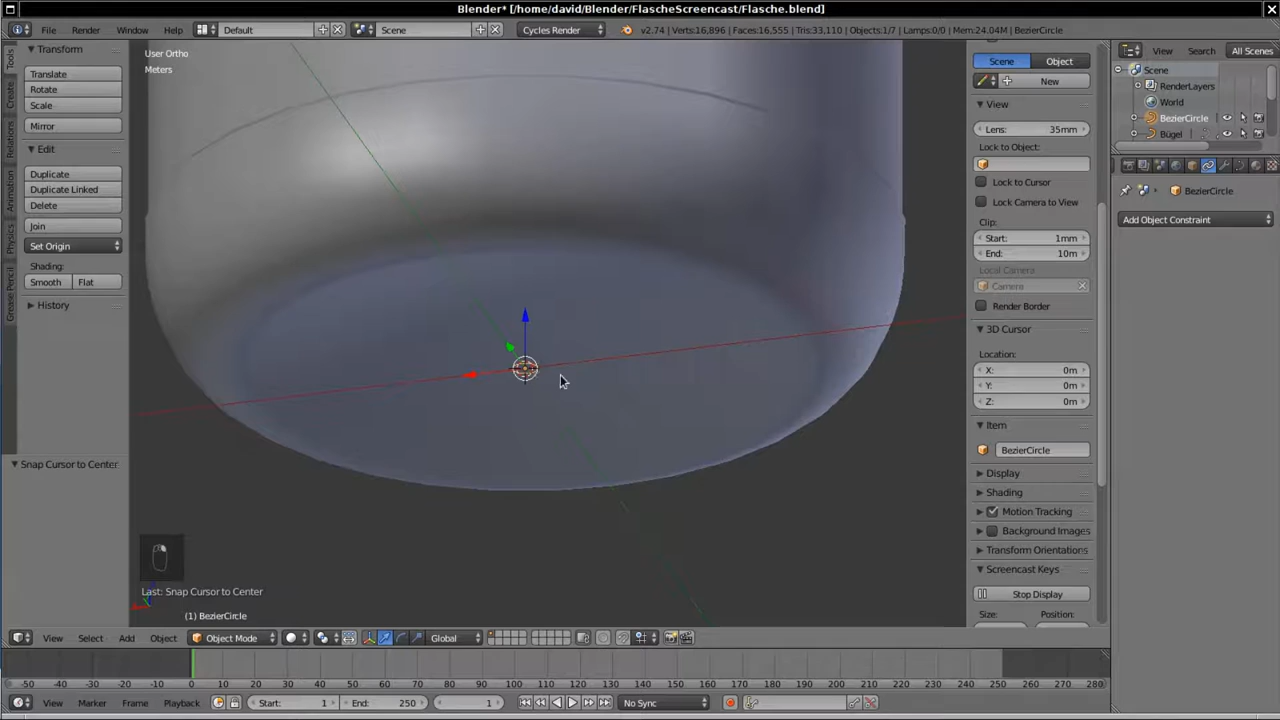 Blender* [/home/david/Blender/FlascheScreencast/Flasche.blend]
File Render Window Help Default Scene Cycles Render v2.74 | Verts:16,896 | Faces:16,555 | Tris:33,110 | Objects:1/7 | Lamps:0/0 | Mem:24.04M | BezierCircle
View Search All Scenes
Tools
Create
Relations
Animation
Physics
Grease Pencil
Transform
Translate
Rotate
Scale
Mirror
Edit
Duplicate
Duplicate Linked
Delete
Join
Set Origin
Shading:
Smooth Flat
History
Snap Cursor to Center
User Ortho
Meters
Last: Snap Cursor to Center
(1) BezierCircle
Scene Object
New
View
Lens: 35mm
Lock to Object:
Lock to Cursor
Lock Camera to View
Clip:
Start: 1mm
End: 10m
Local Camera
Camera
Render Border
3D Cursor
Location:
X: 0m
Y: 0m
Z: 0m
Item
BezierCircle
Display
Shading
Motion Tracking
Background Images
Transform Orientations
Screencast Keys
Stop Display
Size: Position:
Scene
RenderLayers
World
BezierCircle
Bügel
BezierCircle
Add Object Constraint
View Select Add Object Object Mode Global
-50 -40 -30 -20 -10 0 10 20 30 40 50 60 70 80 90 100 110 120 130 140 150 160 170 180 190 200 210 220 230 240 250 260 270 280
View Marker Frame Playback Start: 1 End: 250 1 No Sync